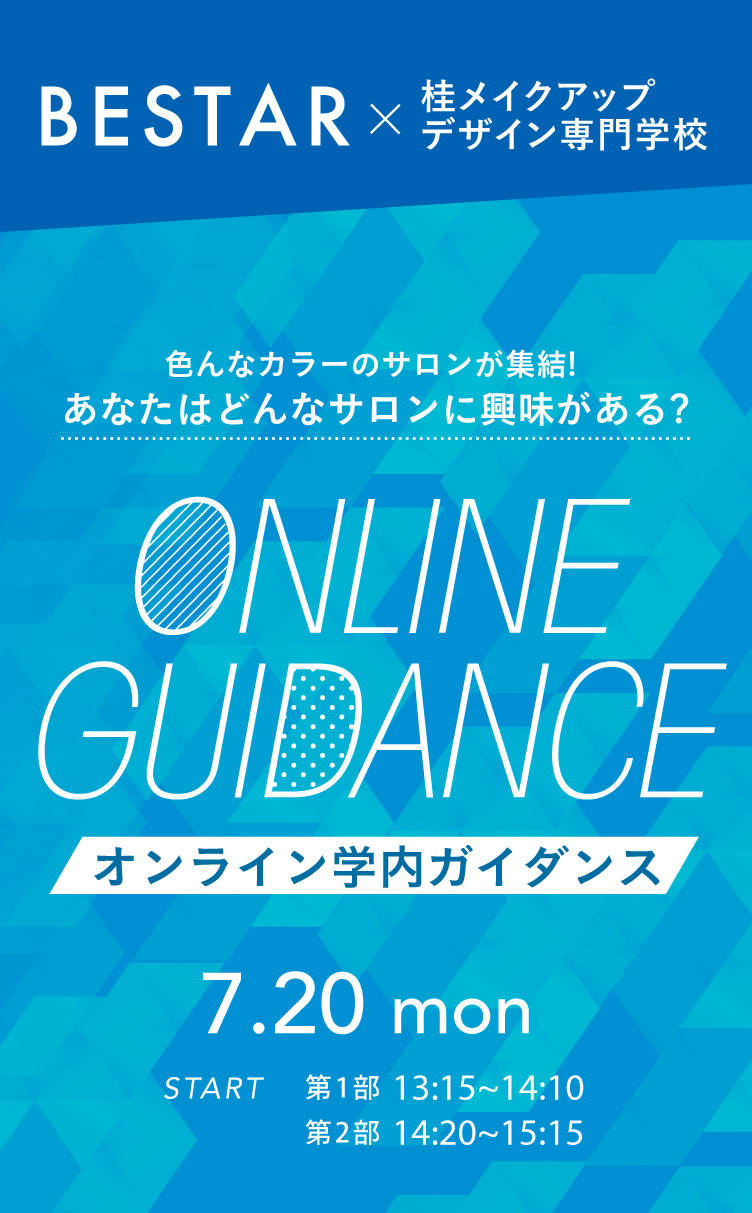 BESTAR × 桂メイクアップ
デザイン専門学校
色んなカラーのサロンが集結!
あなたはどんなサロンに興味がある?
ONLINE
GUIDANCE
オンライン学内ガイダンス
7.20 mon
START 第1部 13:15~14:10
第2部 14:20~15:15